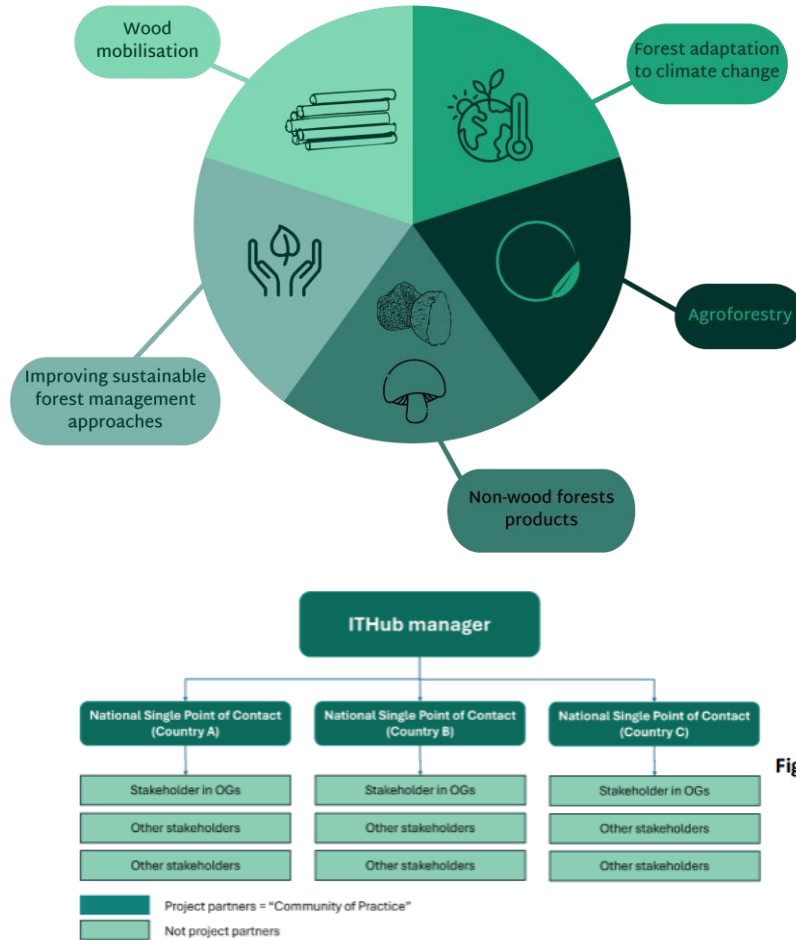 Wood
mobilisation
Forest adaptation
to climate change
Agroforestry
Improving sustainable
forest management
approaches
Non-wood forests
products
ITHub manager
National Single Point of Contact
(Country A)
National Single Point of Contact
(Country B)
National Single Point of Contact
(Country C)
Fig
Stakeholder in OGs
Stakeholder in OGs
Stakeholder in OGs
Other stakeholders
Other stakeholders
Other stakeholders
Other stakeholders
Other stakeholders
Other stakeholders
Project partners = "Community of Practice"
Not project partners